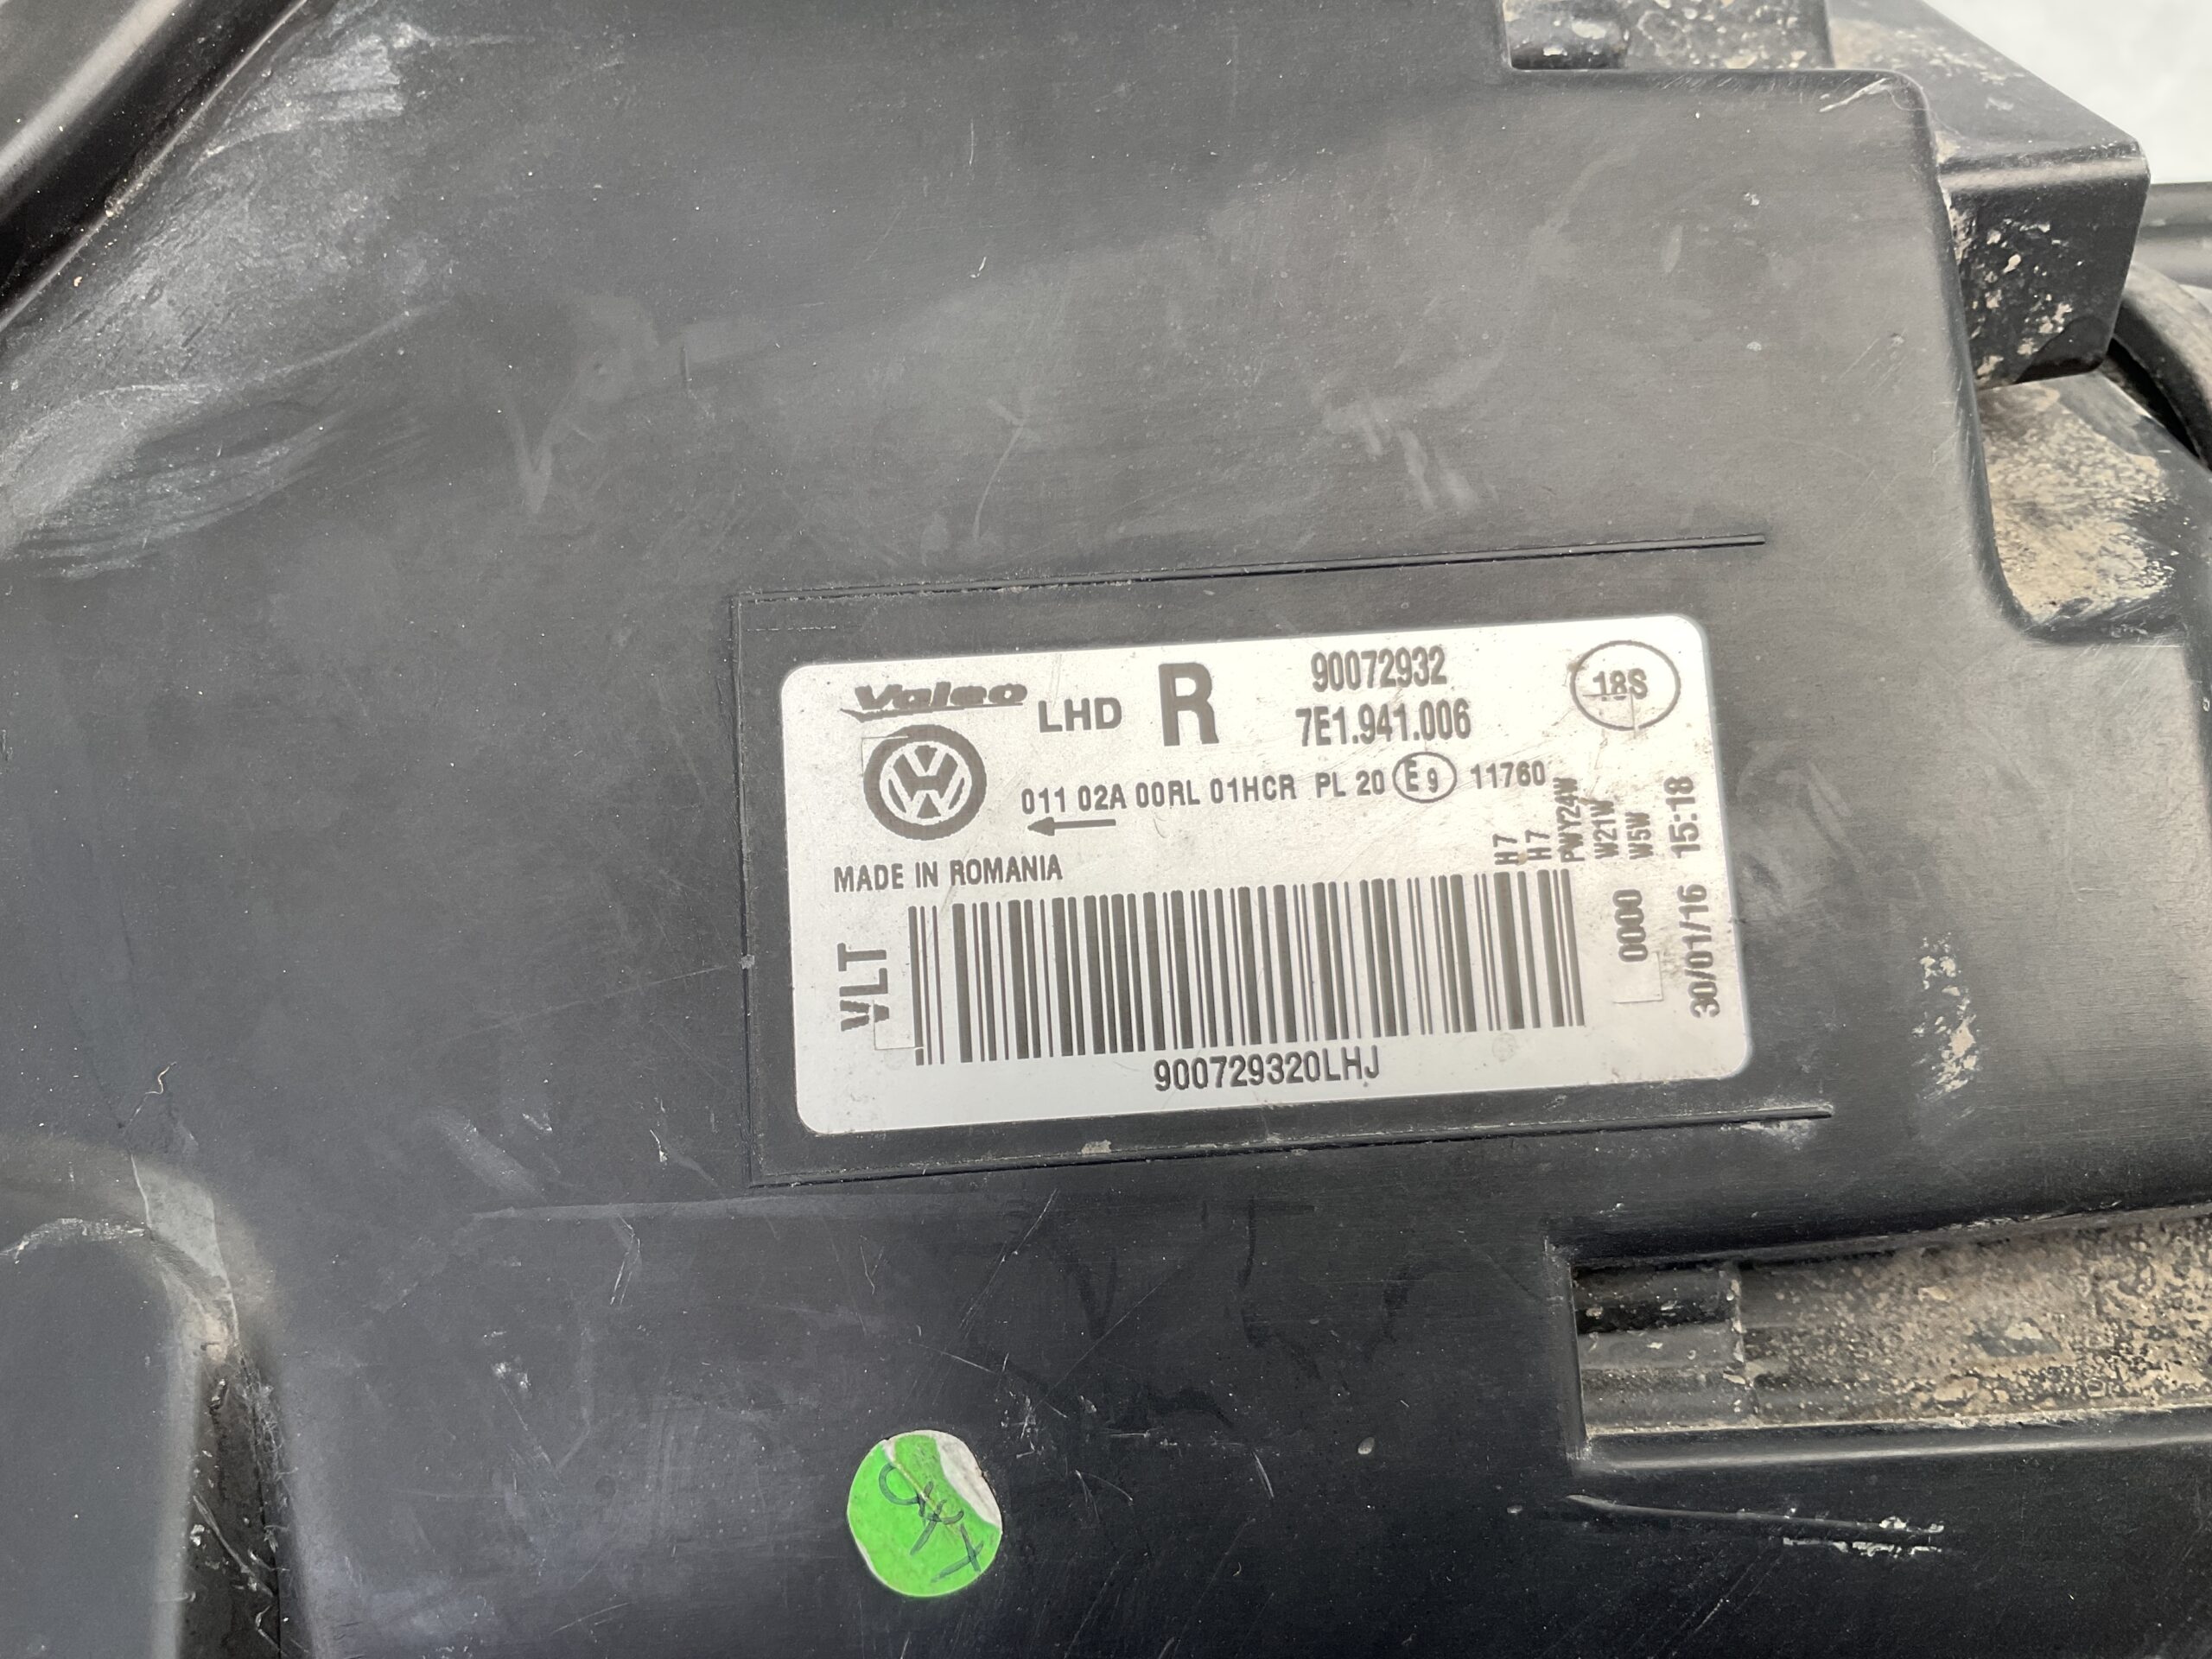 Valeo LHD R 90072932 18S
7E1.941.006
011 02A 00RL 01HCR PL 20 E9 11760
MADE IN ROMANIA
H7
H7
PWY24W
W21W
W5W
VLT
0000
30/01/16 15:18
900729320LHJ